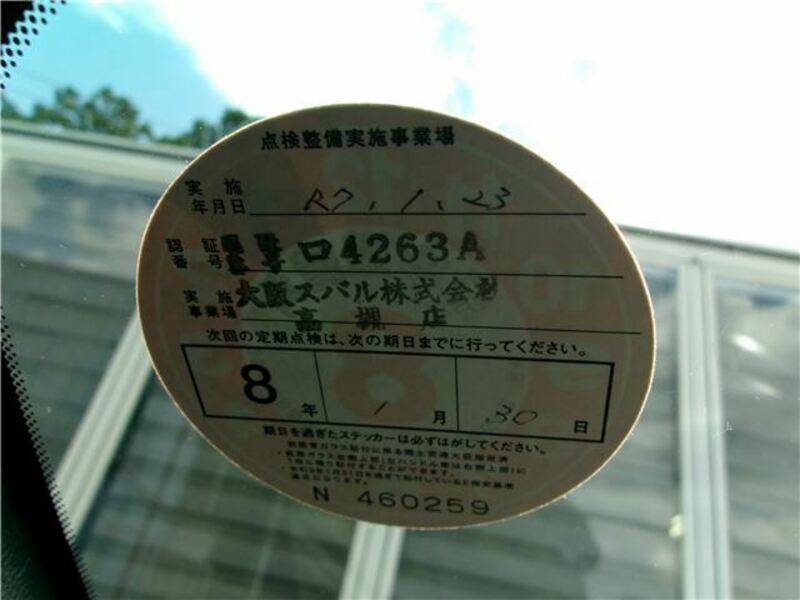 点検整備実施事業場
実施年月日 R7.1.23
認証番号 ロ4263A
実施事業場 大阪スバル株式会社
高槻店
次回の定期点検は、次の期日までに行ってください。
8年 1月 30日
期日を過ぎたステッカーは必ずはがしてください。
N 460259